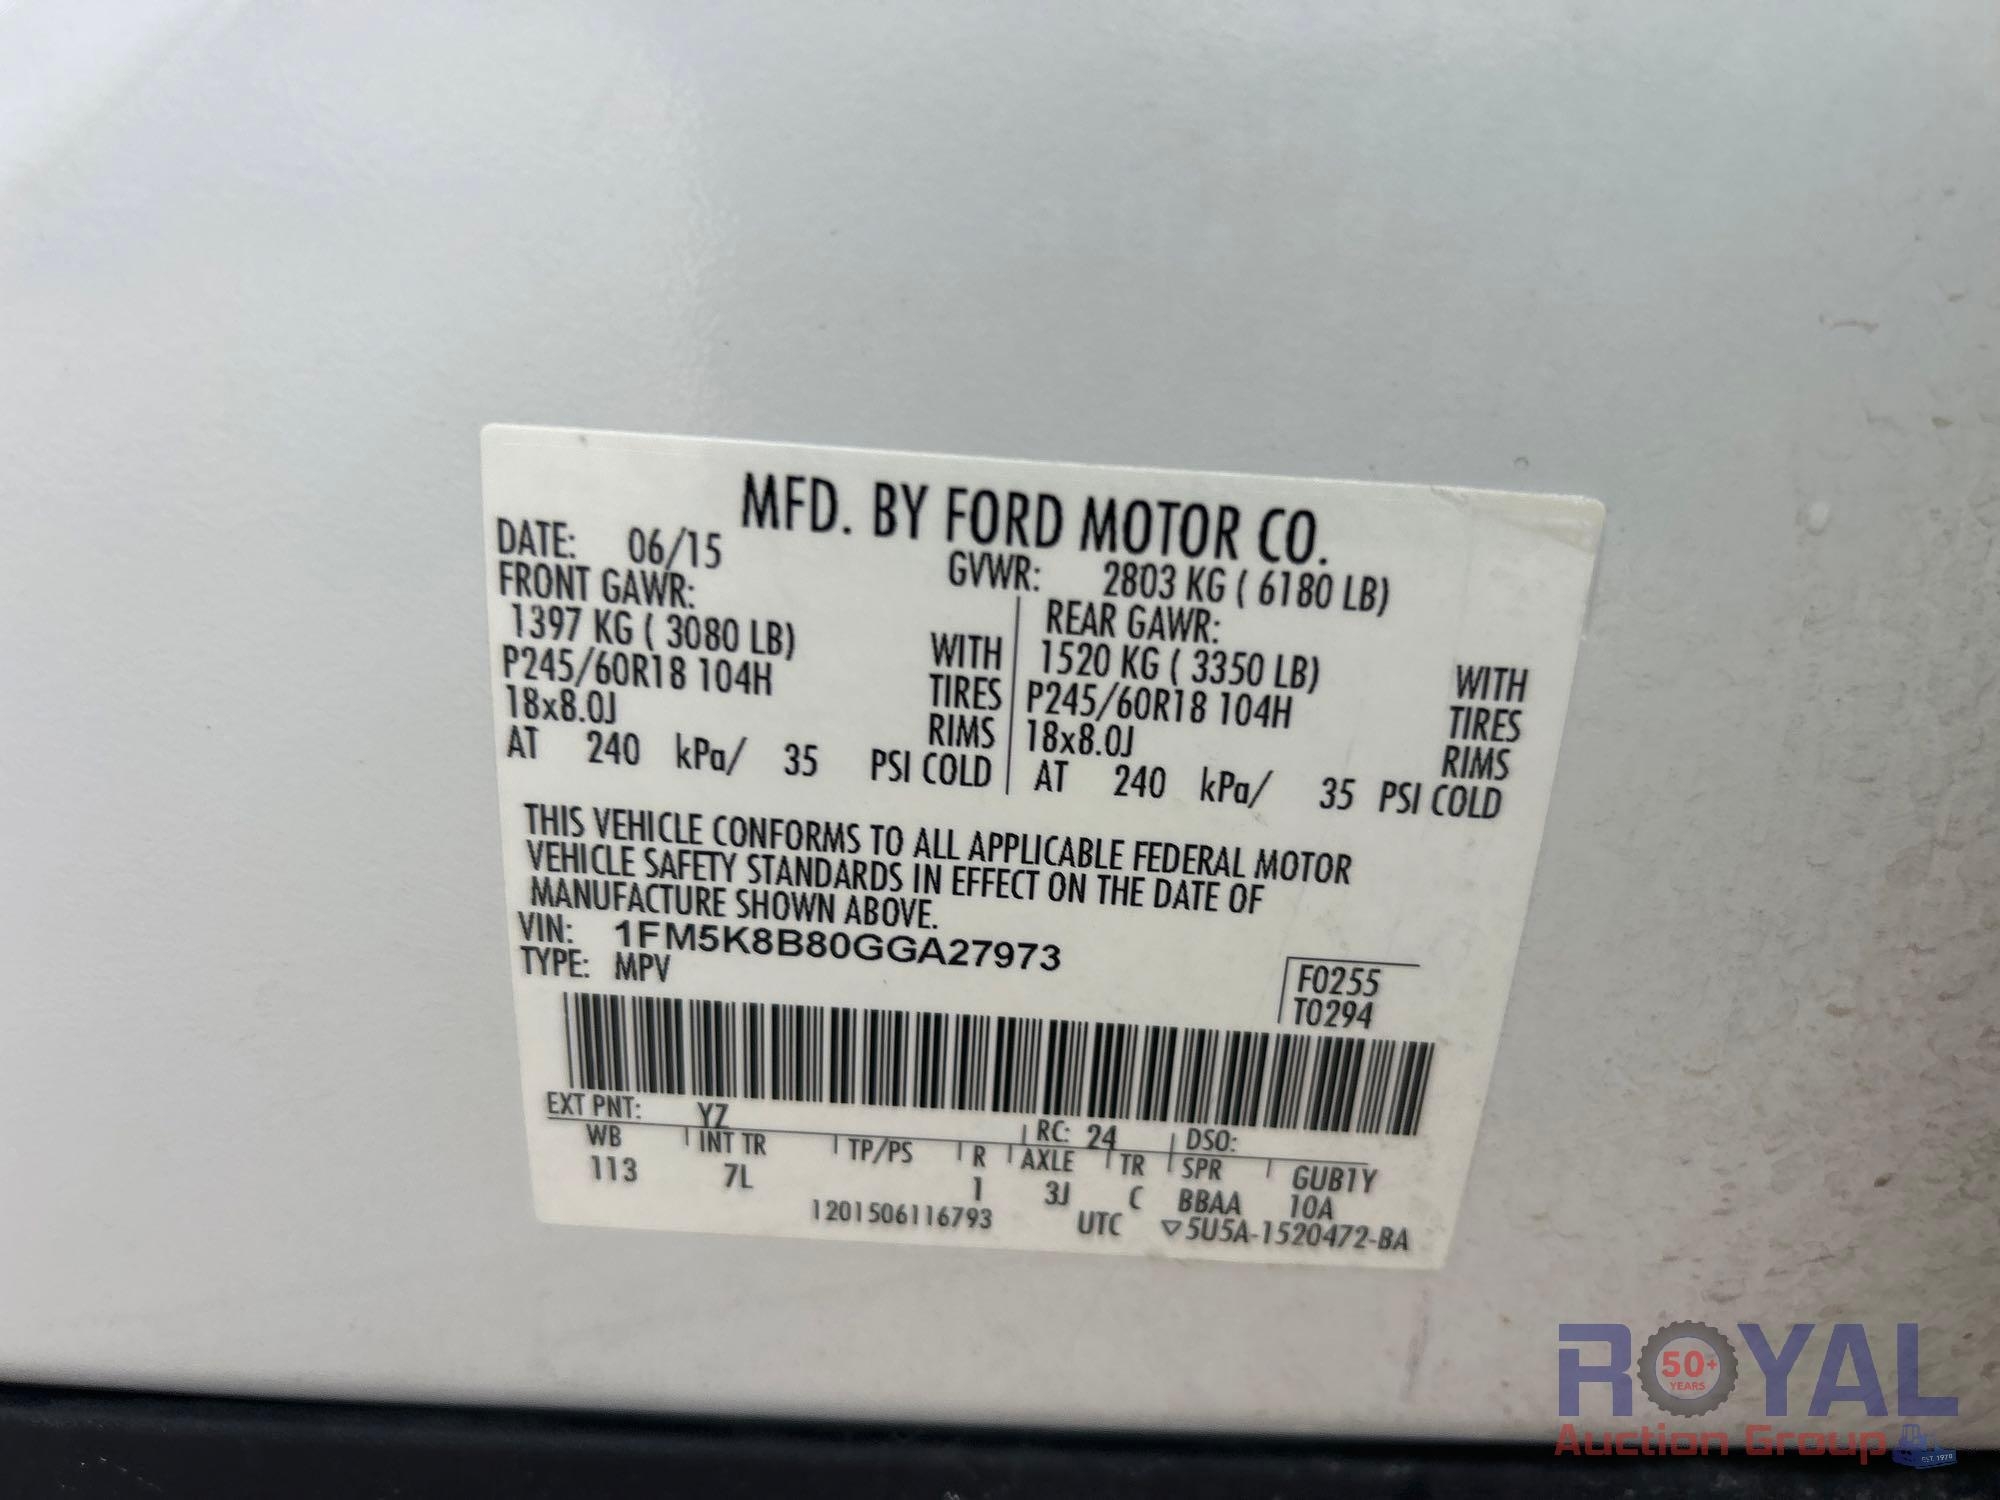 MFD. BY FORD MOTOR CO.
DATE: 06/15 GVWR: 2803 KG ( 6180 LB)
FRONT GAWR: REAR GAWR:
1397 KG ( 3080 LB) WITH 1520 KG ( 3350 LB) WITH
P245/60R18 104H TIRES P245/60R18 104H TIRES
18x8.0J RIMS 18x8.0J RIMS
AT 240 kPa/ 35 PSI COLD AT 240 kPa/ 35 PSI COLD
THIS VEHICLE CONFORMS TO ALL APPLICABLE FEDERAL MOTOR
VEHICLE SAFETY STANDARDS IN EFFECT ON THE DATE OF
MANUFACTURE SHOWN ABOVE.
VIN: 1FM5K8B80GGA27973
TYPE: MPV
F0255
T0294
EXT PNT: YZ RC: 24 DSO:
WB INT TR TP/PS R AXLE TR SPR GUB1Y
113 7L 1 3J C BBAA 10A
1201506116793 UTC ▽5U5A-1520472-BA
ROYAL
50+
YEARS
Auction Group
EST. 1970